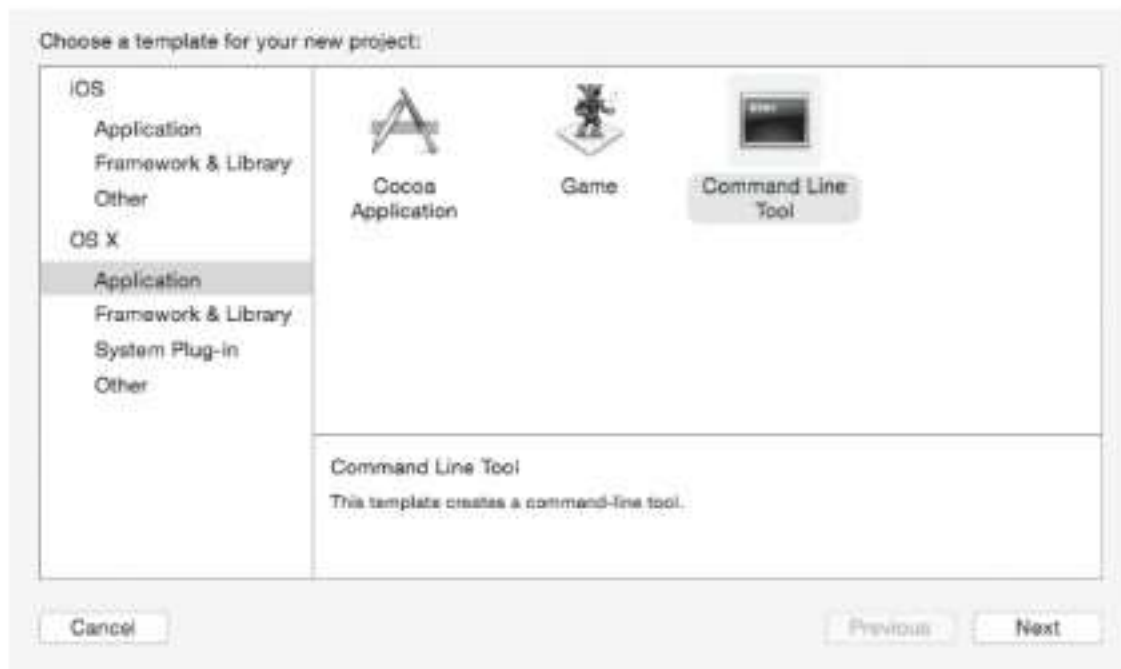 Choose a template for your new project:
iOS
Application
Framework & Library
Other
OS X
Application
Framework & Library
System Plug-in
Other
Cocoa
Application
Game
Command Line
Tool
Command Line Tool
This template creates a command-line tool.
Cancel
Previous
Next